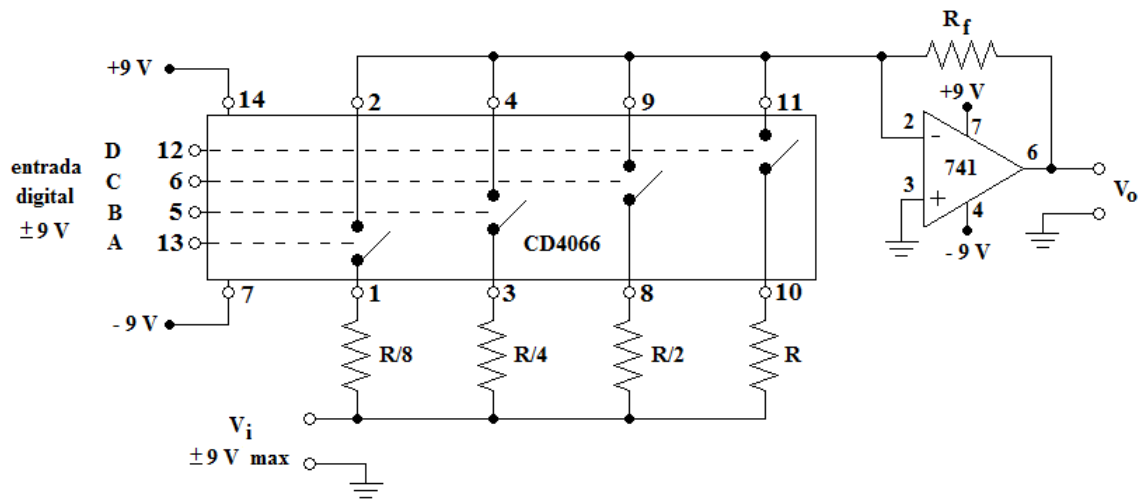 R f
+9 V
14
2
4
9
11
+9 V
7
2
-
741
6
3
+
4
- 9 V
V o
entrada
digital
± 9 V
D 12
C 6
B 5
A 13
CD4066
7
1
3
8
10
- 9 V
R/8
R/4
R/2
R
V i
± 9 V max